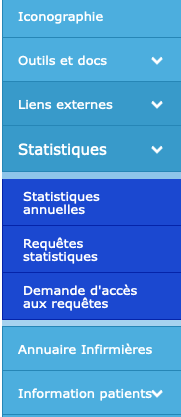 Iconographie
Outils et docs
Liens externes
Statistiques
Statistiques
annuelles
Requêtes
statistiques
Demande d'accès
aux requêtes
Annuaire Infirmières
Information patients